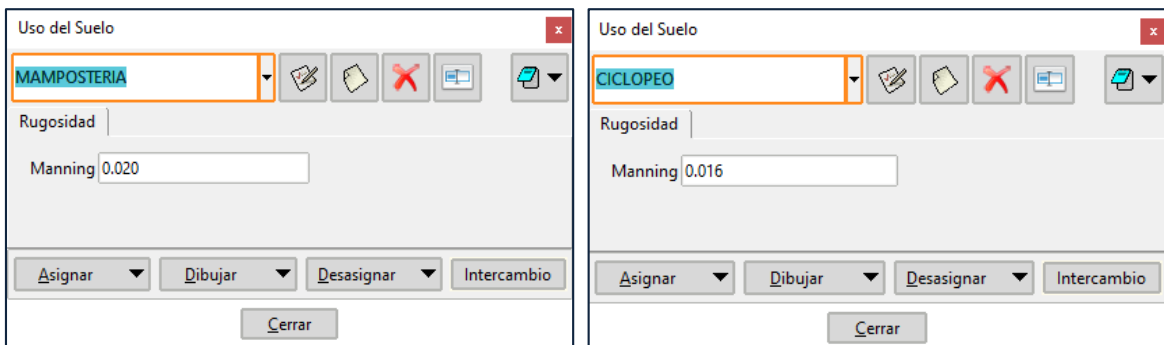 Uso del Suelo
x
MAMPOSTERIA
Rugosidad
Manning 0.020
Asignar Dibujar Desasignar Intercambio
Cerrar
Uso del Suelo
x
CICLOPEO
Rugosidad
Manning 0.016
Asignar Dibujar Desasignar Intercambio
Cerrar